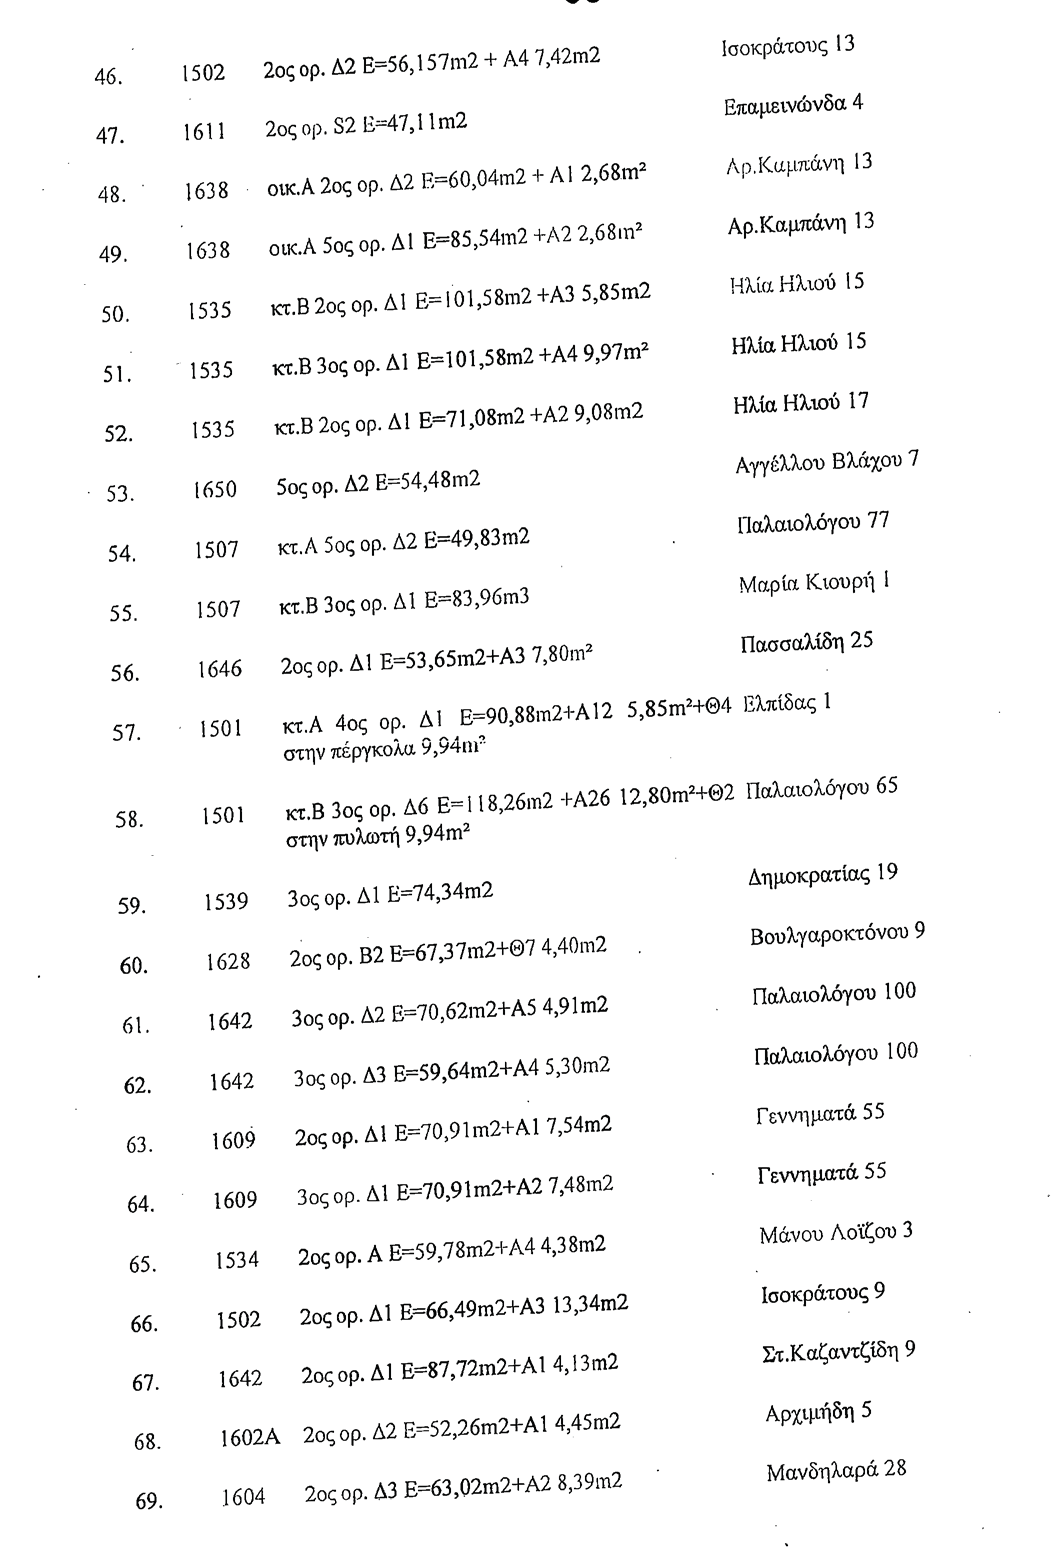 46. 1502 2ος ορ. Δ2 Ε=56,157m2 + Α4 7,42m2 Ισοκράτους 13
47. 1611 2ος ορ. S2 Ε=47,11m2 Επαμεινώνδα 4
48. 1638 οικ.Α 2ος ορ. Δ2 Ε=60,04m2 + Α1 2,68m² Αρ.Καμπάνη 13
49. 1638 οικ.Α 5ος ορ. Δ1 Ε=85,54m2 +Α2 2,68m² Αρ.Καμπάνη 13
50. 1535 κτ.Β 2ος ορ. Δ1 Ε=101,58m2 +Α3 5,85m2 Ηλία Ηλιού 15
51. 1535 κτ.Β 3ος ορ. Δ1 Ε=101,58m2 +Α4 9,97m² Ηλία Ηλιού 15
52. 1535 κτ.Β 2ος ορ. Δ1 Ε=71,08m2 +Α2 9,08m2 Ηλία Ηλιού 17
53. 1650 5ος ορ. Δ2 Ε=54,48m2 Αγγέλλου Βλάχου 7
54. 1507 κτ.Α 5ος ορ. Δ2 Ε=49,83m2 Παλαιολόγου 77
55. 1507 κτ.Β 3ος ορ. Δ1 Ε=83,96m3 Μαρία Κιουρή 1
56. 1646 2ος ορ. Δ1 Ε=53,65m2+Α3 7,80m² Πασσαλίδη 25
57. 1501 κτ.Α 4ος ορ. Δ1 Ε=90,88m2+Α12 5,85m²+Θ4 Ελπίδας 1
στην πέργκολα 9,94m²
58. 1501 κτ.Β 3ος ορ. Δ6 Ε=118,26m2 +Α26 12,80m²+Θ2 Παλαιολόγου 65
στην πυλωτή 9,94m²
59. 1539 3ος ορ. Δ1 Ε=74,34m2 Δημοκρατίας 19
60. 1628 2ος ορ. Β2 Ε=67,37m2+Θ7 4,40m2 Βουλγαροκτόνου 9
61. 1642 3ος ορ. Δ2 Ε=70,62m2+Α5 4,91m2 Παλαιολόγου 100
62. 1642 3ος ορ. Δ3 Ε=59,64m2+Α4 5,30m2 Παλαιολόγου 100
63. 1609 2ος ορ. Δ1 Ε=70,91m2+Α1 7,54m2 Γεννηματά 55
64. 1609 3ος ορ. Δ1 Ε=70,91m2+Α2 7,48m2 Γεννηματά 55
65. 1534 2ος ορ. Α Ε=59,78m2+Α4 4,38m2 Μάνου Λοϊζου 3
66. 1502 2ος ορ. Δ1 Ε=66,49m2+Α3 13,34m2 Ισοκράτους 9
67. 1642 2ος ορ. Δ1 Ε=87,72m2+Α1 4,13m2 Στ.Καζαντζίδη 9
68. 1602Α 2ος ορ. Δ2 Ε=52,26m2+Α1 4,45m2 Αρχιμήδη 5
69. 1604 2ος ορ. Δ3 Ε=63,02m2+Α2 8,39m2 Μανδηλαρά 28